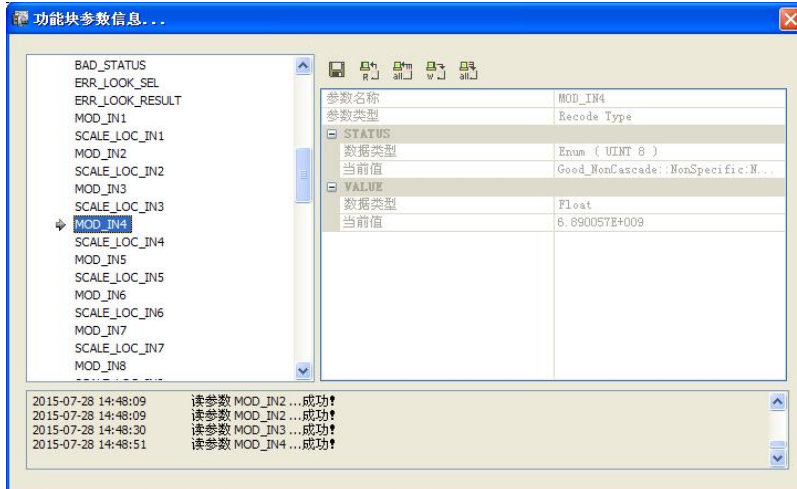 功能块参数信息...
BAD_STATUS
ERR_LOOK_SEL
ERR_LOOK_RESULT
MOD_IN1
SCALE_LOC_IN1
MOD_IN2
SCALE_LOC_IN2
MOD_IN3
SCALE_LOC_IN3
MOD_IN4
SCALE_LOC_IN4
MOD_IN5
SCALE_LOC_IN5
MOD_IN6
SCALE_LOC_IN6
MOD_IN7
SCALE_LOC_IN7
MOD_IN8
R all w all
参数名称 MOD_IN4
参数类型 Recode Type
STATUS
数据类型 Enum ( UINT 8 )
当前值 Good_NonCascade::NonSpecific:N...
VALUE
数据类型 Float
当前值 6.890057E+009
2015-07-28 14:48:09 读参数 MOD_IN2 ...成功!
2015-07-28 14:48:09 读参数 MOD_IN2 ...成功!
2015-07-28 14:48:30 读参数 MOD_IN3 ...成功!
2015-07-28 14:48:51 读参数 MOD_IN4 ...成功!